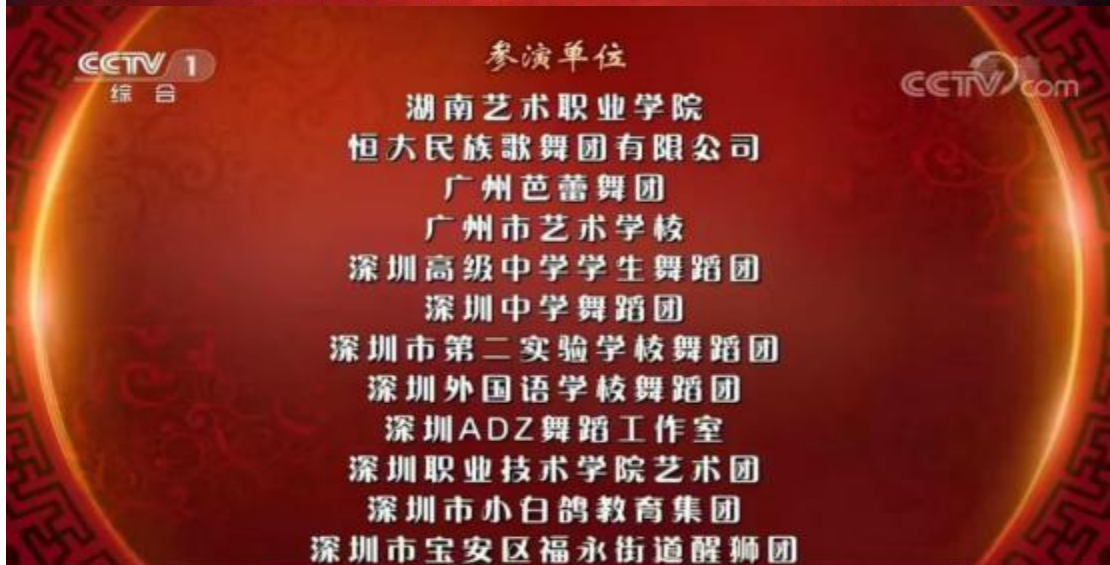 CCTV 1
综合
CCTV.com
参演单位
湖南艺术职业学院
恒大民族歌舞团有限公司
广州芭蕾舞团
广州市艺术学校
深圳高级中学学生舞蹈团
深圳中学舞蹈团
深圳市第二实验学校舞蹈团
深圳外国语学校舞蹈团
深圳ADZ舞蹈工作室
深圳职业技术学院艺术团
深圳市小白鸽教育集团
深圳市宝安区福永街道醒狮团